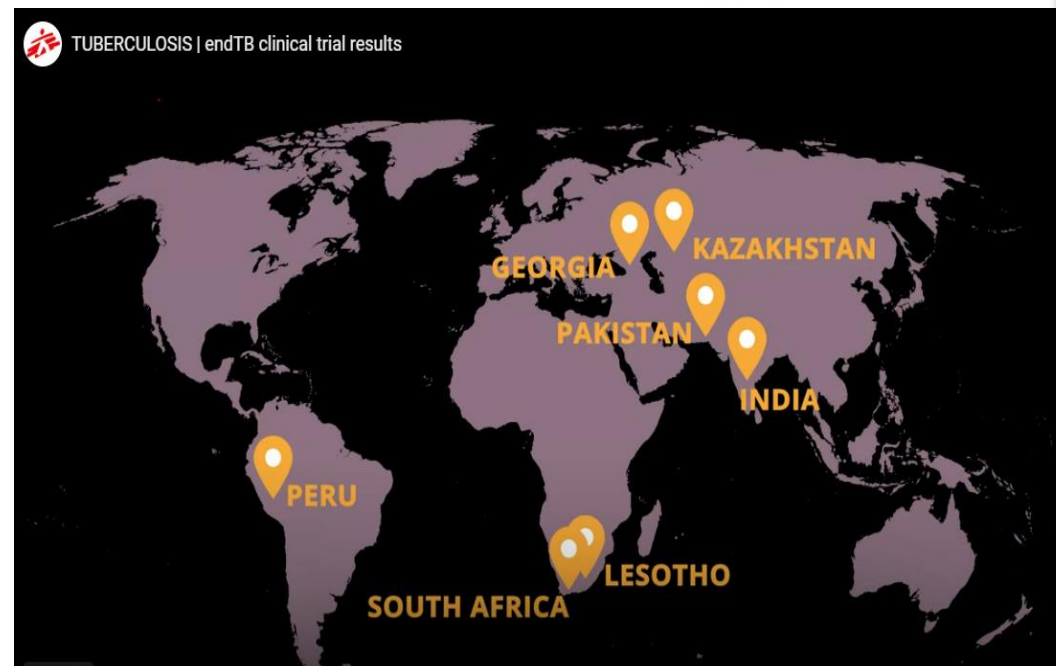 TUBERCULOSIS | endTB clinical trial results
KAZAKHSTAN
GEORGIA
PAKISTAN
INDIA
PERU
LESOTHO
SOUTH AFRICA